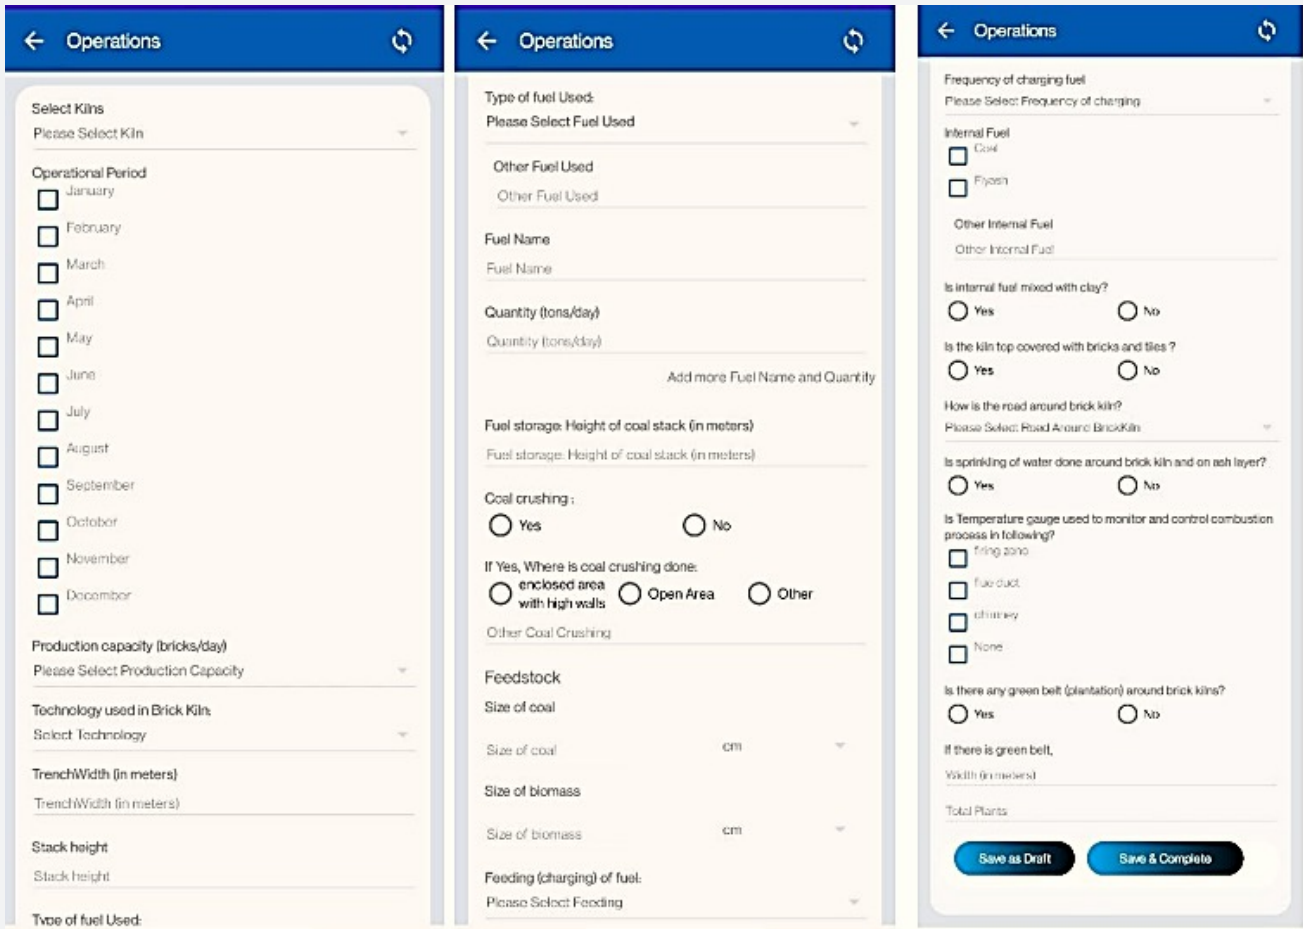 Operations
Select Kilns
Please Select Kiln
Operational Period
January
February
March
April
May
June
July
August
September
October
November
December
Production capacity (bricks/day)
Please Select Production Capacity
Technology used in Brick Kiln:
Select Technology
TrenchWidth (in meters)
TrenchWidth (in meters)
Stack height
Stack height
Type of fuel Used:
Operations
Type of fuel Used:
Please Select Fuel Used
Other Fuel Used
Other Fuel Used
Fuel Name
Fuel Name
Quantity (tons/day)
Quantity (tons/day)
Add more Fuel Name and Quantity
Fuel storage: Height of coal stack (in meters)
Fuel storage: Height of coal stack (in meters)
Coal crushing :
Yes No
If Yes, Where is coal crushing done:
enclosed area
with high walls Open Area Other
Other Coal Crushing
Feedstock
Size of coal
Size of coal cm
Size of biomass
Size of biomass cm
Feeding (charging) of fuel:
Please Select Feeding
Operations
Frequency of charging fuel
Please Select Frequency of charging
Internal Fuel
Coal
Flyash
Other Internal Fuel
Other Internal Fuel
Is internal fuel mixed with clay?
Yes No
Is the kiln top covered with bricks and tiles ?
Yes No
How is the road around brick kiln?
Please Select Road Around BrickKiln
Is sprinkling of water done around brick kiln and on ash layer?
Yes No
Is Temperature gauge used to monitor and control combustion
process in following?
firing zone
flue duct
chimney
None
Is there any green belt (plantation) around brick kilns?
Yes No
If there is green belt,
Width (in meters)
Total Plants
Save as Draft Save & Complete